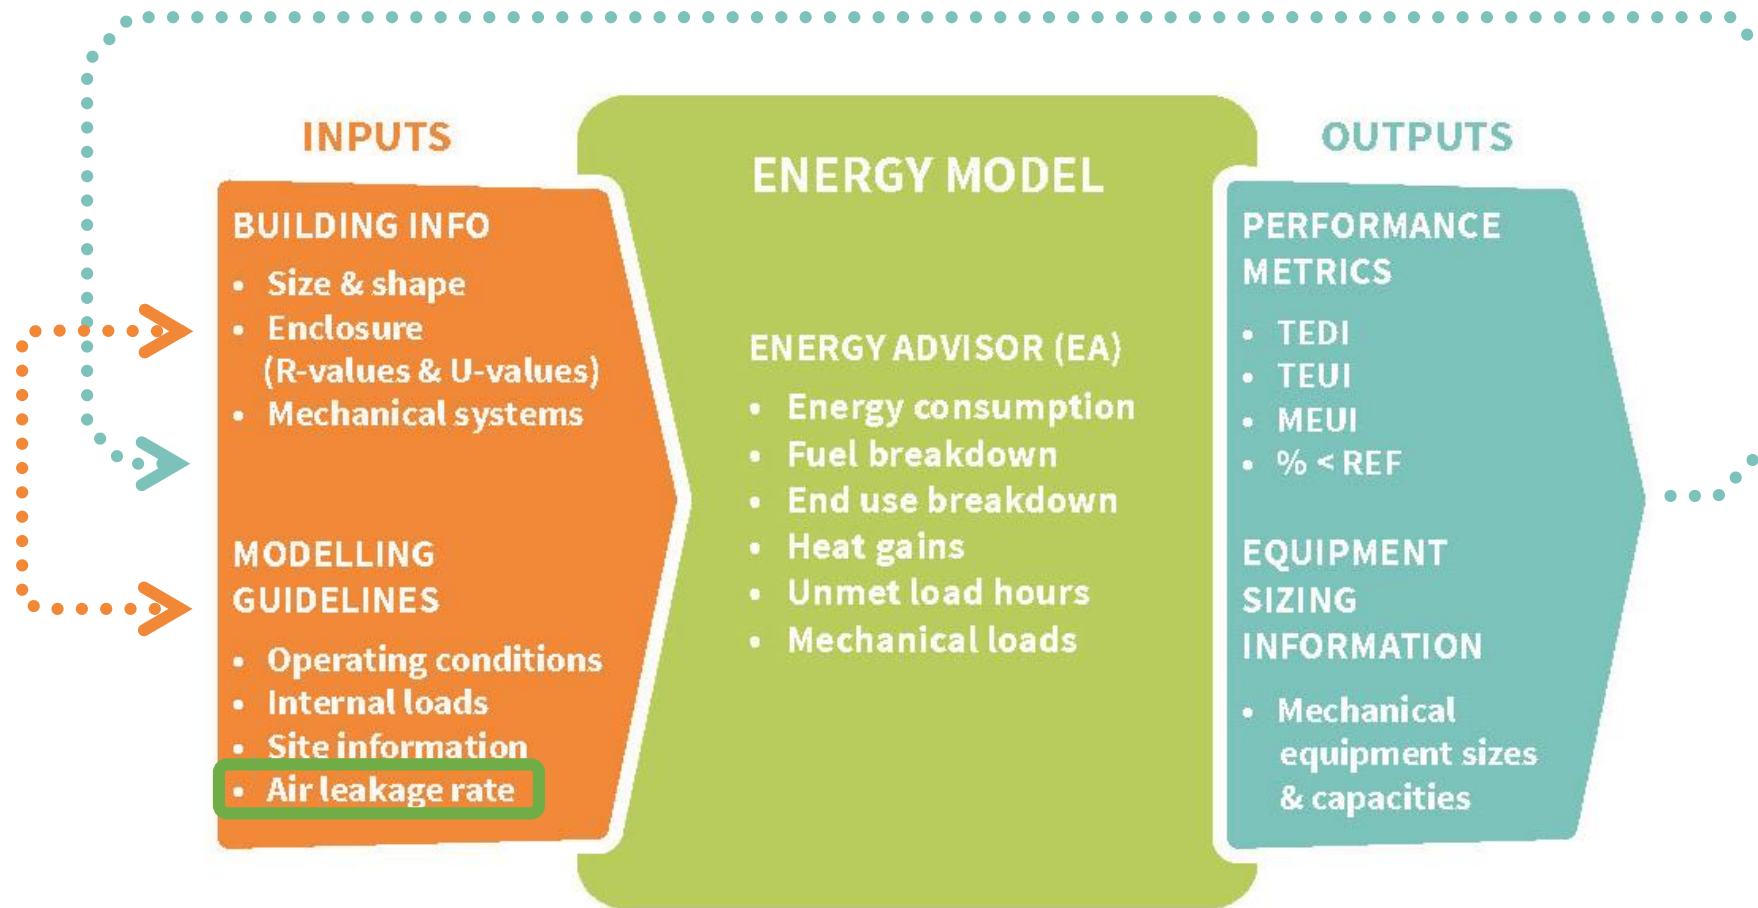 INPUTS
BUILDING INFO
• Size & shape
• Enclosure
(R-values & U-values)
• Mechanical systems
MODELLING
GUIDELINES
• Operating conditions
• Internal loads
• Site information
• Air leakage rate
ENERGY MODEL
ENERGY ADVISOR (EA)
• Energy consumption
• Fuel breakdown
• End use breakdown
• Heat gains
• Unmet load hours
• Mechanical loads
OUTPUTS
PERFORMANCE
METRICS
• TEDI
• TEUI
• MEUI
• % < REF
EQUIPMENT
SIZING
INFORMATION
• Mechanical
equipment sizes
& capacities